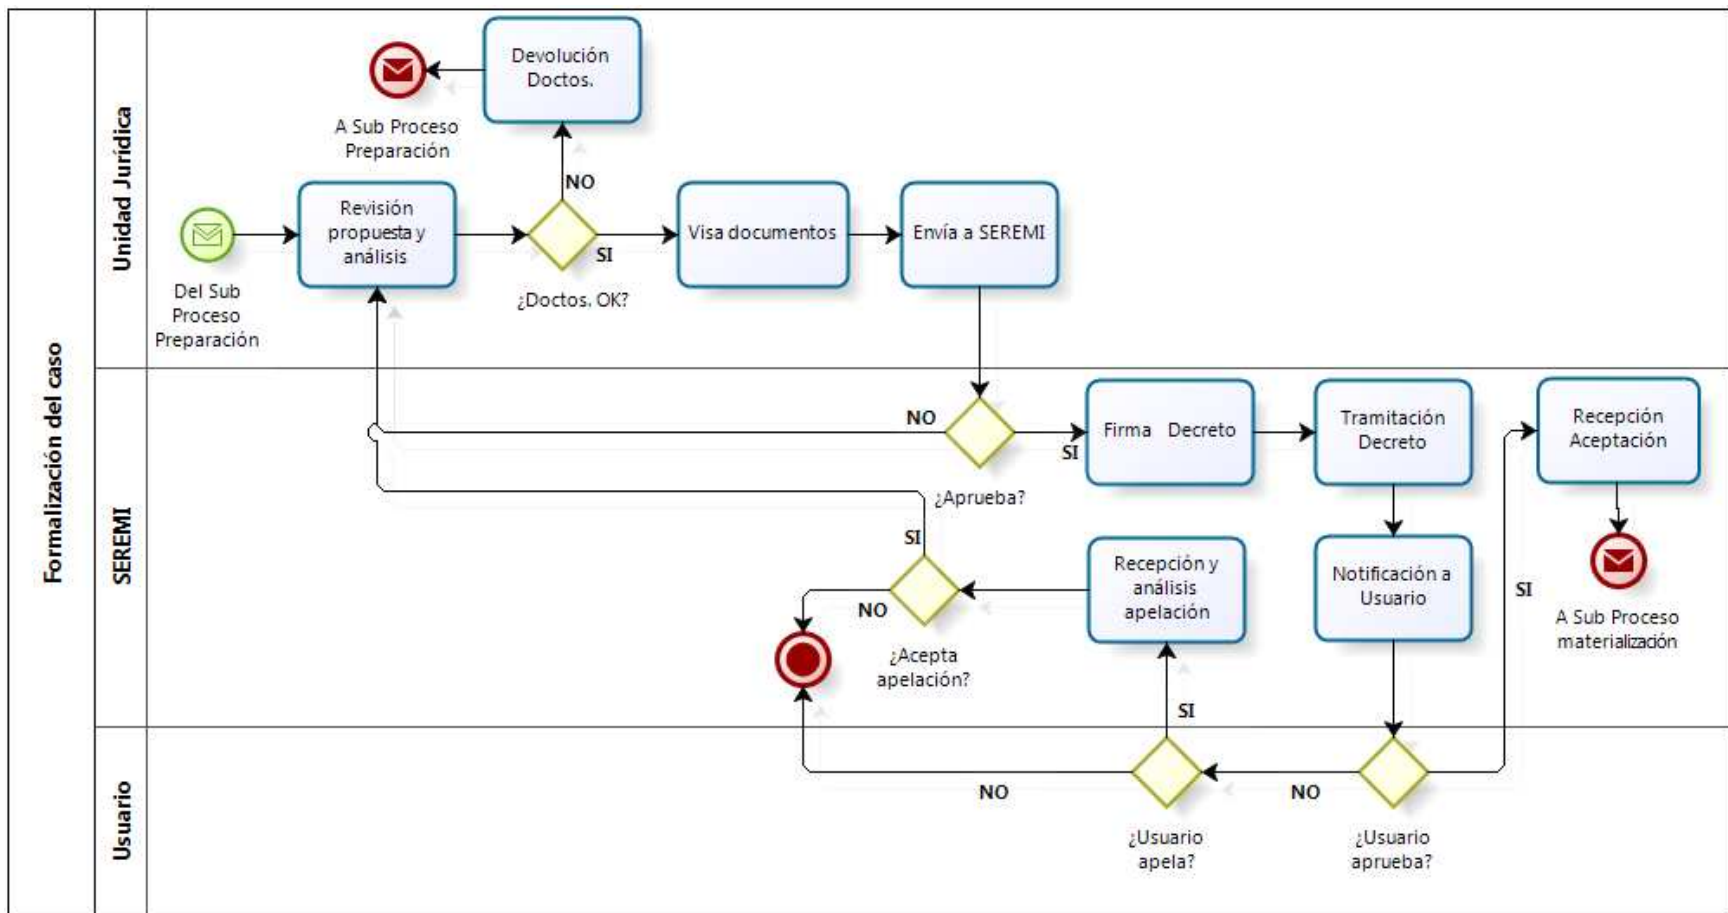 Formalización del caso
Unidad Jurídica
Devolución
Doctos.
A Sub Proceso
Preparación
NO
Revisión
propuesta y
análisis
Visa documentos
Envía a SEREMI
SI
Del Sub
Proceso
Preparación
¿Doctos. OK?
SEREMI
NO
SI
Firma Decreto
Tramitación
Decreto
Recepción
Aceptación
¿Aprueba?
SI
Recepción y
análisis
apelación
Notificación a
Usuario
SI
NO
A Sub Proceso
materialización
¿Acepta
apelación?
SI
Usuario
NO
NO
¿Usuario
apela?
¿Usuario
aprueba?